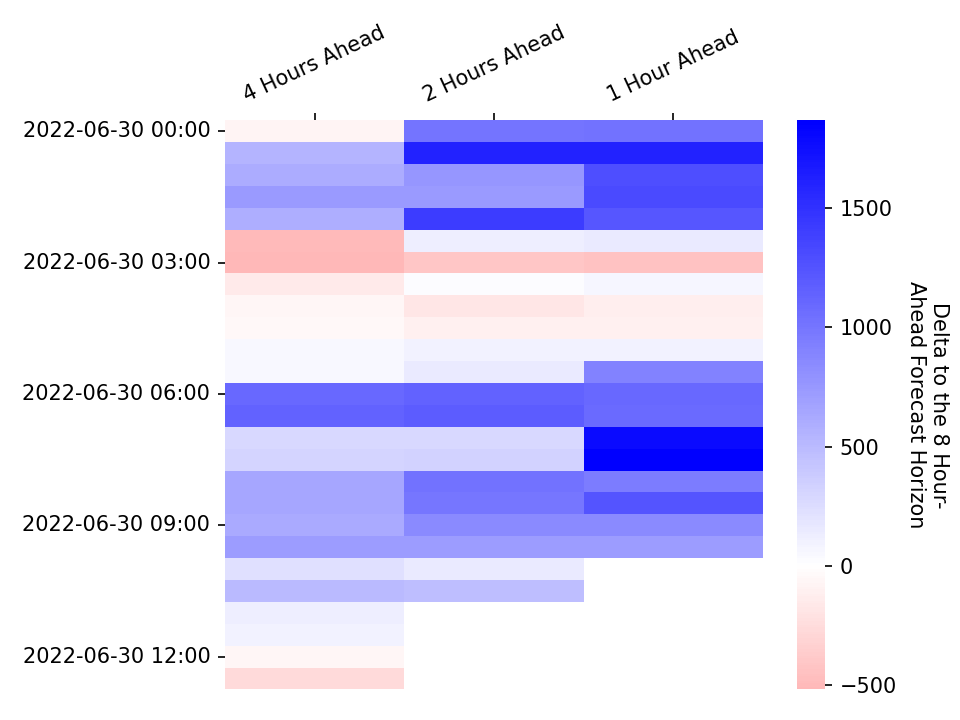 4 Hours Ahead
2 Hours Ahead
1 Hour Ahead
2022-06-30 00:00
2022-06-30 03:00
2022-06-30 06:00
2022-06-30 09:00
2022-06-30 12:00
1500
1000
500
0
−500
Delta to the 8 Hour-
Ahead Forecast Horizon